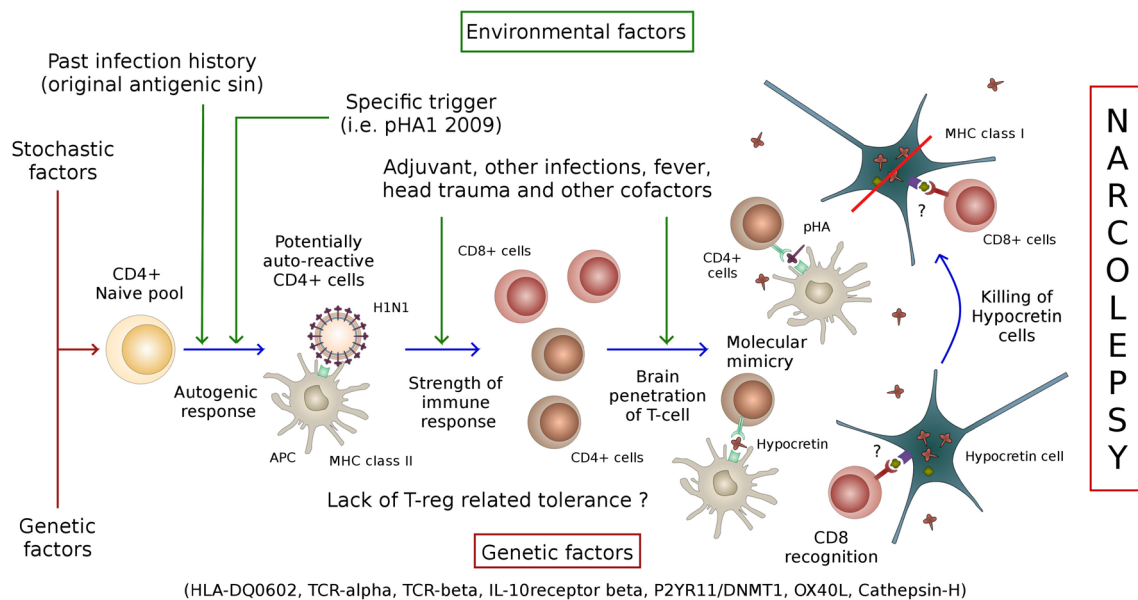 Environmental factors
Past infection history
(original antigenic sin)
Specific trigger
(i.e. pHA1 2009)
Stochastic
factors
Adjuvant, other infections, fever,
head trauma and other cofactors
MHC class I
?
CD8+ cells
pHA
CD4+
cells
CD4+
Naive pool
Potentially
auto-reactive
CD4+ cells
H1N1
CD8+ cells
Killing of
Hypocretin
cells
Molecular
mimicry
Autogenic
response
Strength of
immune
response
Brain
penetration
of T-cell
APC
MHC class II
CD4+ cells
Hypocretin
?
Hypocretin cell
Lack of T-reg related tolerance ?
Genetic
factors
CD8
recognition
Genetic factors
(HLA-DQ0602, TCR-alpha, TCR-beta, IL-10receptor beta, P2YR11/DNMT1, OX40L, Cathepsin-H)
N
A
R
C
O
L
E
P
S
Y